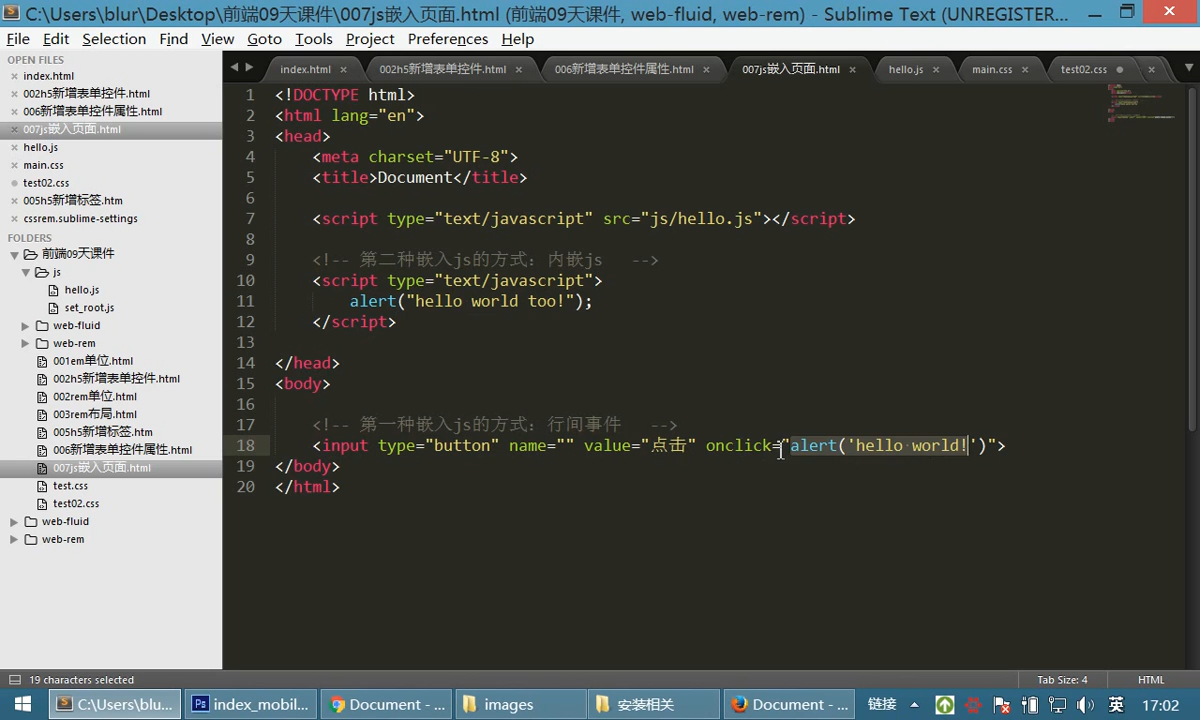 C:\Users\blur\Desktop\前端09天课件\007js嵌入页面.html (前端09天课件, web-fluid, web-rem) - Sublime Text (UNREGISTER...
File Edit Selection Find View Goto Tools Project Preferences Help
OPEN FILES
index.html
002h5新增表单控件.html
006新增表单控件属性.html
007js嵌入页面.html
hello.js
main.css
test02.css
005h5新增标签.htm
cssrem.sublime-settings
FOLDERS
前端09天课件
js
hello.js
set_root.js
web-fluid
web-rem
001em单位.html
002h5新增表单控件.html
002rem单位.html
003rem布局.html
005h5新增标签.htm
006新增表单控件属性.html
007js嵌入页面.html
test.css
test02.css
web-fluid
web-rem
index.html 002h5新增表单控件.html 006新增表单控件属性.html 007js嵌入页面.html hello.js main.css test02.css
1 <!DOCTYPE html>
2 <html lang="en">
3 <head>
4 <meta charset="UTF-8">
5 <title>Document</title>
6
7 <script type="text/javascript" src="js/hello.js"></script>
8
9 <!-- 第二种嵌入js的方式：内嵌js -->
10 <script type="text/javascript">
11 alert("hello world too!");
12 </script>
13
14 </head>
15 <body>
16
17 <!-- 第一种嵌入js的方式：行间事件 -->
18 <input type="button" name="" value="点击" onclick="alert('hello world!')">
19 </body>
20 </html>
19 characters selected Tab Size: 4 HTML
C:\Users\blu... index_mobil... Document - ... images 安装相关 Document - ... 链接 英 17:02